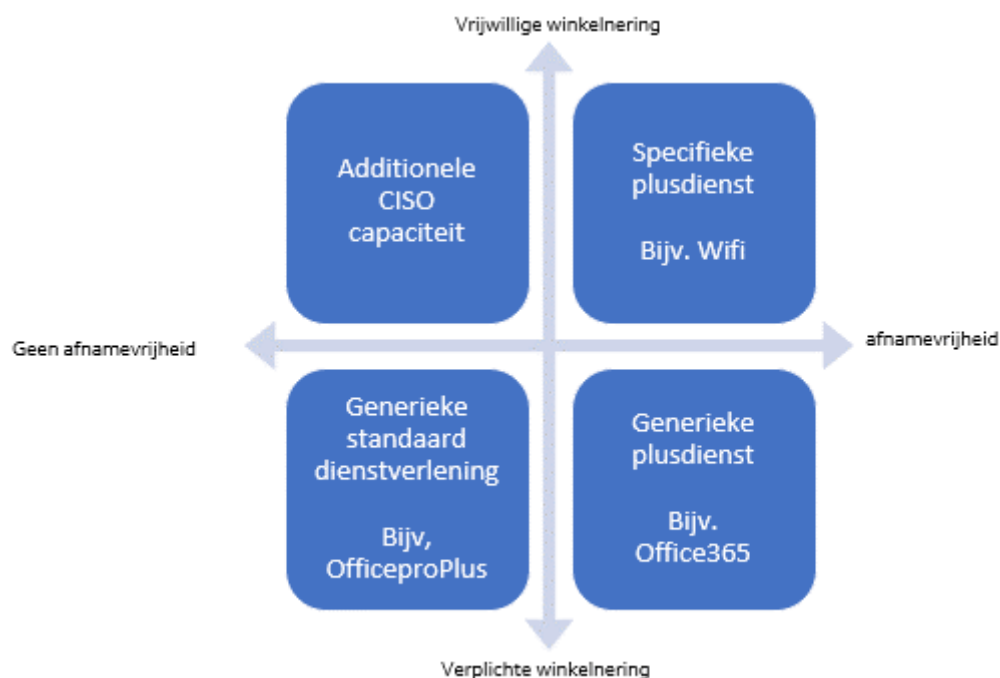 Vrijwillige winkelnering
Additionele
CISO
capaciteit
Specifieke
plusdienst
Bijv. Wifi
Geen afnamevrijheid
afnamevrijheid
Generieke
standaard
dienstverlening
Bijv,
OfficeproPlus
Generieke
plusdienst
Bijv.
Office365
Verplichte winkelnering